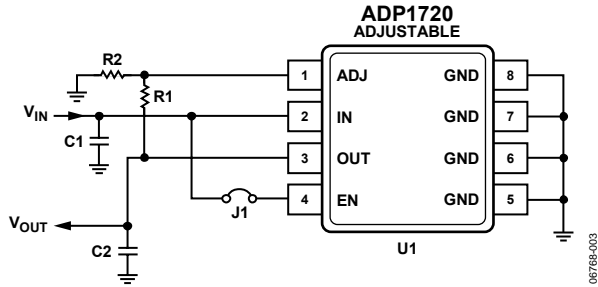 ADP1720
ADJUSTABLE
R2
1 ADJ GND 8
R1
VIN
2 IN GND 7
C1
3 OUT GND 6
4 EN GND 5
J1
VOUT
C2
U1
06768-003